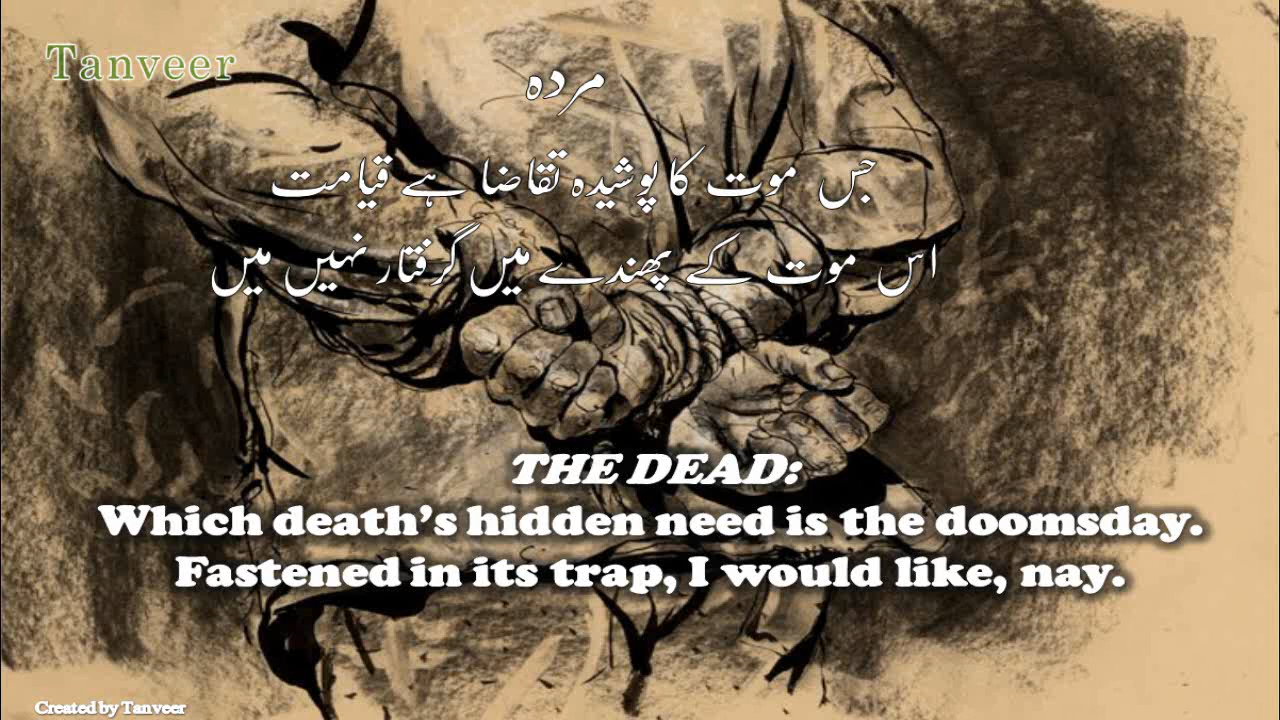 Tanveer
مردہ
جس موت کا پوشیدہ تقاضا ہے قیامت
اس موت کے پھندے میں گرفتار نہیں میں
THE DEAD:
Which death’s hidden need is the doomsday.
Fastened in its trap, I would like, nay.
Created by Tanveer